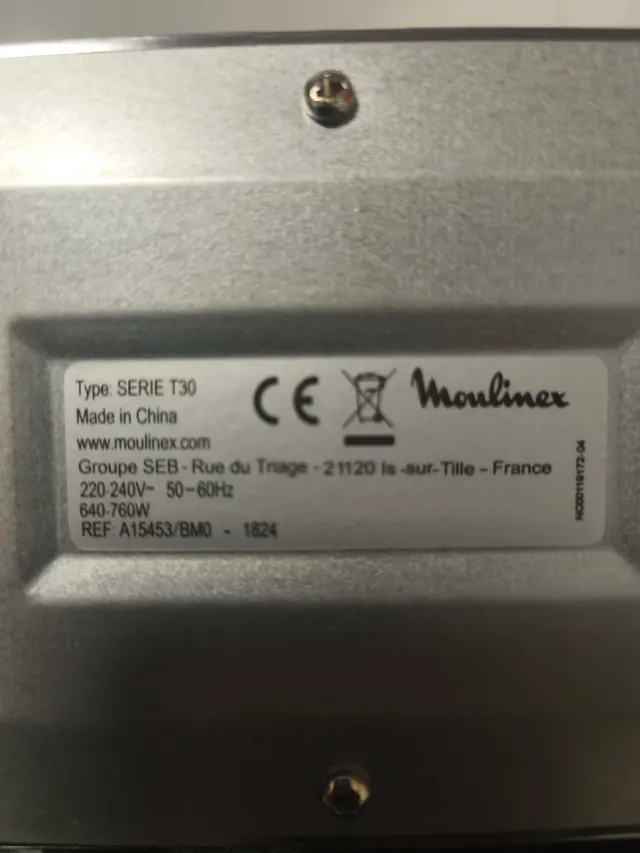 Type: SERIE T30
Made in China
www.moulinex.com
Groupe SEB - Rue du Triage - 21120 Is -sur-Tille - France
220-240V~ 50-60Hz
640-760W
REF: A15453/BM0 - 1824
CE
Moulinex
NC00119172-04